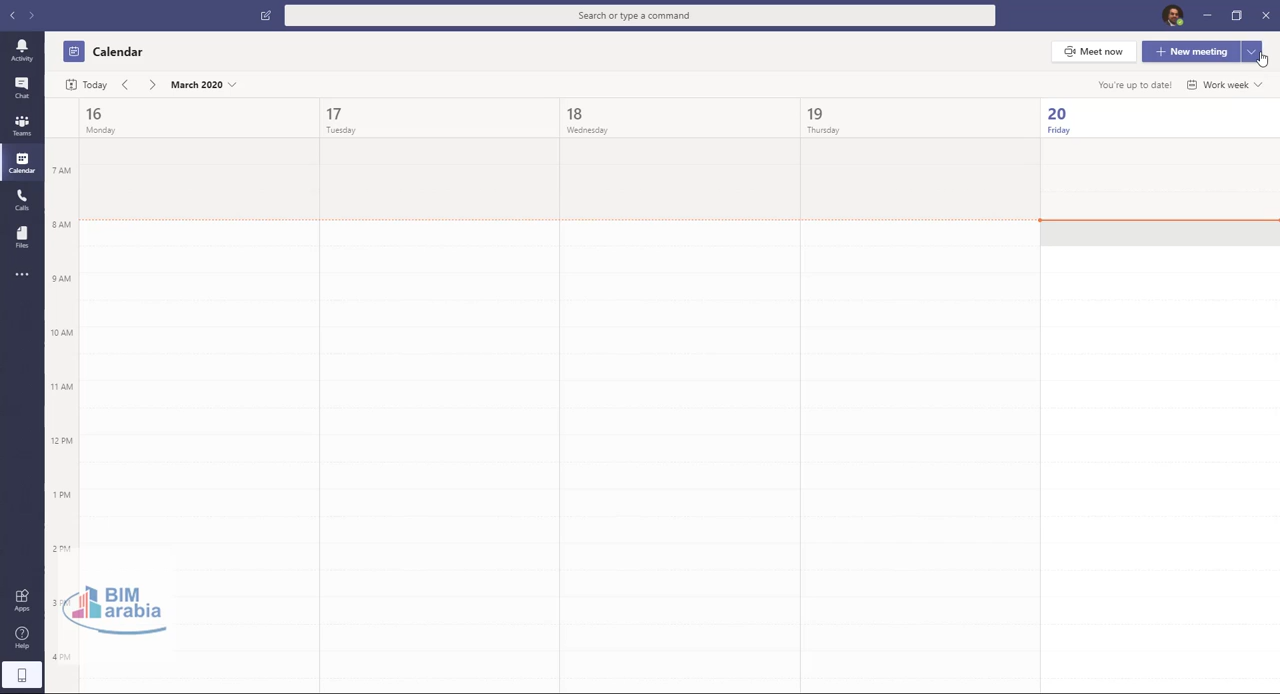 Search or type a command
Activity
Chat
Teams
Calendar
Calls
Files
Apps
Help
Calendar
Meet now
New meeting
Today
March 2020
You're up to date!
Work week
16
Monday
17
Tuesday
18
Wednesday
19
Thursday
20
Friday
7 AM
8 AM
9 AM
10 AM
11 AM
12 PM
1 PM
2 PM
3 PM
4 PM
BIM
arabia